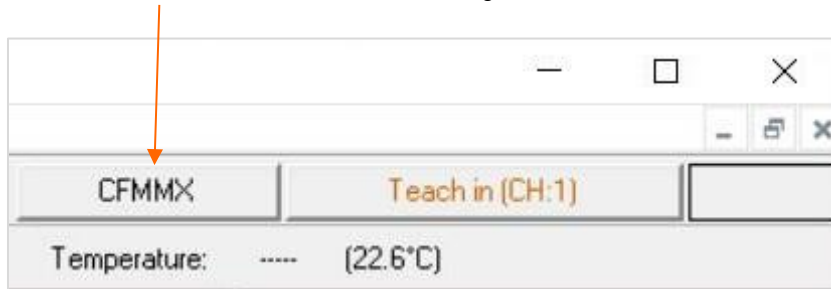 CFMMX Teach in (CH:1)
Temperature: ----- (22.6°C)